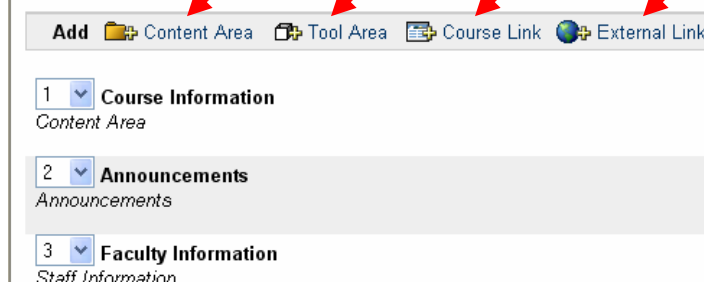 Add Content Area Tool Area Course Link External Link
1 Course Information
Content Area
2 Announcements
Announcements
3 Faculty Information
Staff Information